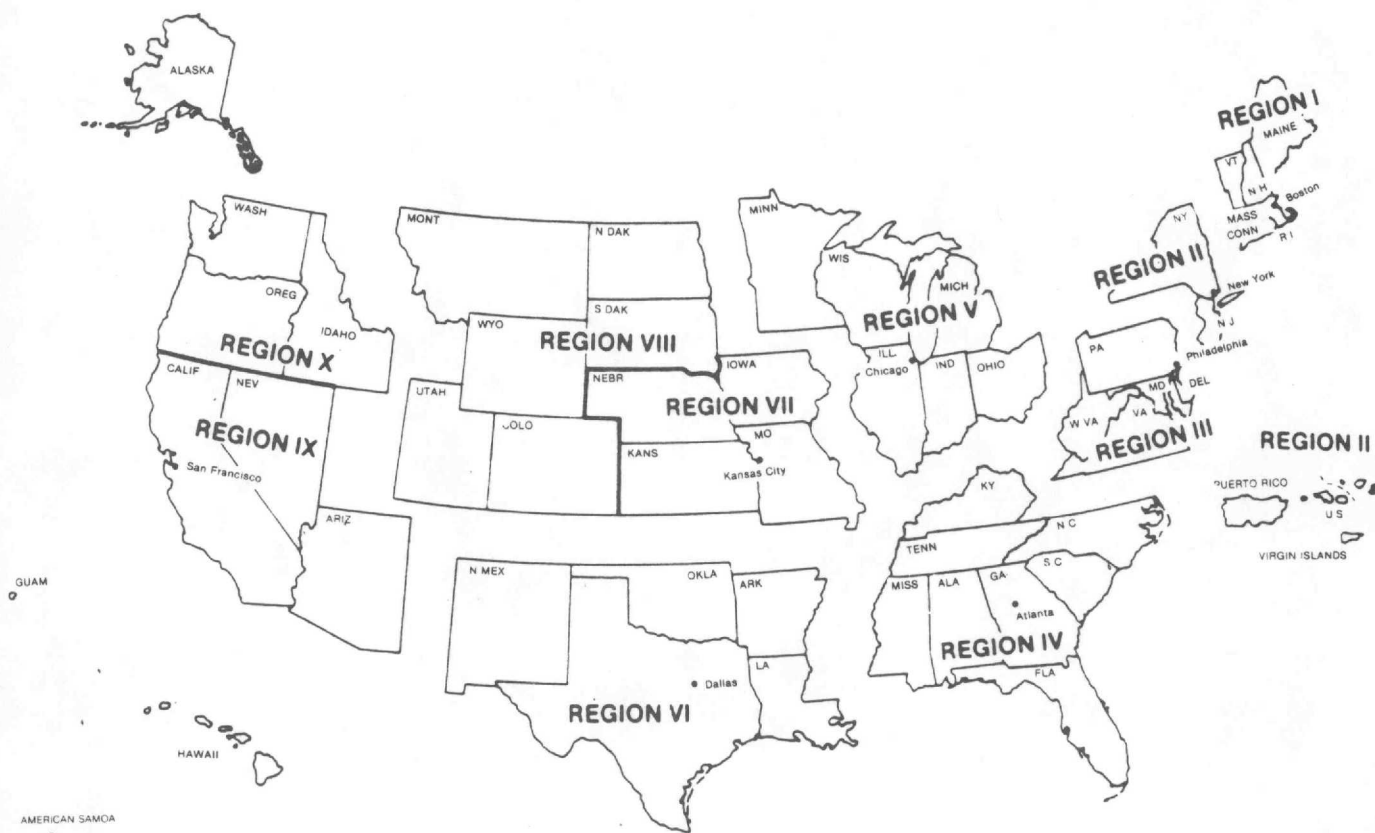 ALASKA
REGION I
MAINE
VT
N H
Boston
MASS
CONN
R I
WASH
MONT
N DAK
MINN
WIS
MICH
NY
REGION II
New York
N J
OREG
IDAHO
REGION X
WYO
S DAK
REGION VIII
REGION V
ILL
Chicago
IND
OHIO
PA
Philadelphia
MD
DEL
CALIF
NEV
REGION IX
San Francisco
UTAH
COLO
NEBR
IOWA
REGION VII
KANS
MO
Kansas City
W VA
VA
REGION III
REGION II
PUERTO RICO
U S
VIRGIN ISLANDS
KY
N C
TENN
S C
ARIZ
GUAM
N MEX
OKLA
ARK
MISS
ALA
GA
Atlanta
REGION IV
FLA
LA
Dallas
REGION VI
HAWAII
AMERICAN SAMOA